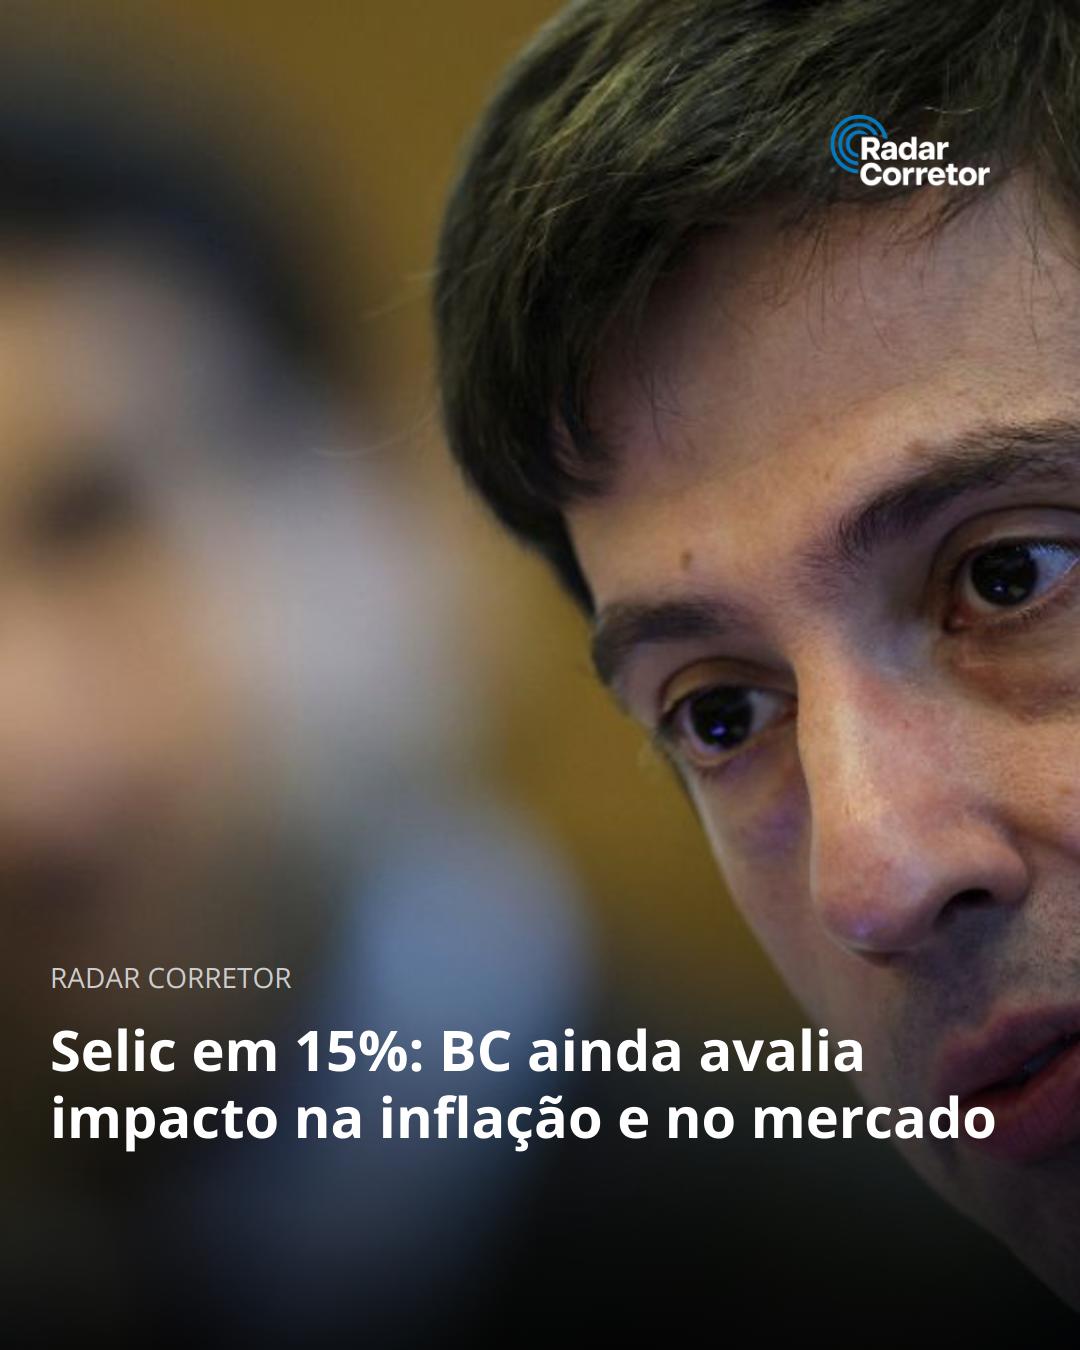 Radar
Corretor
RADAR CORRETOR
Selic em 15%: BC ainda avalia
impacto na inflação e no mercado